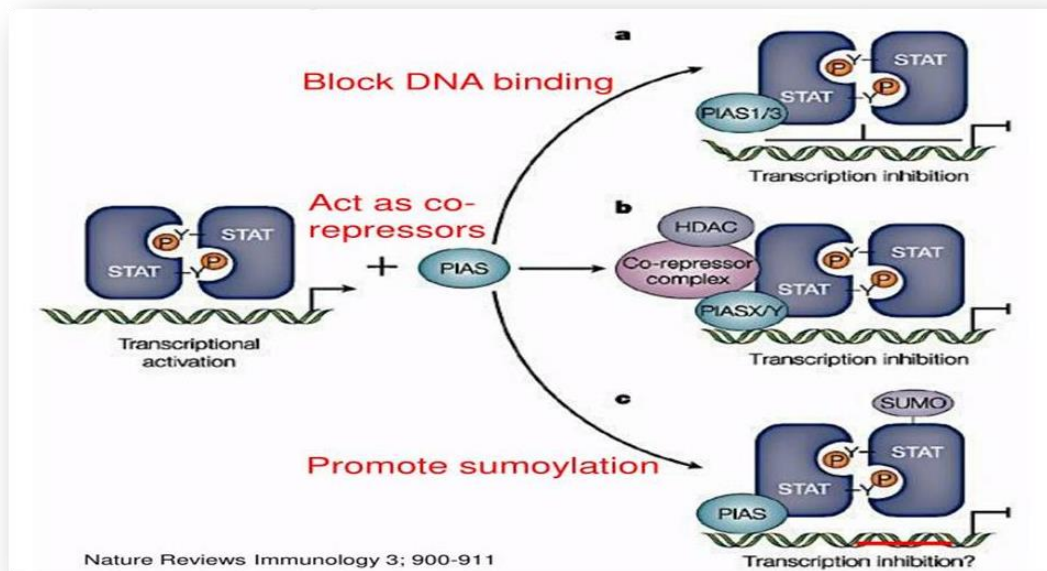 a
Block DNA binding
P
Y
STAT
STAT
Y
P
PIAS1/3
Transcription inhibition
Act as co-
repressors
P
Y
STAT
STAT
Y
P
+
PIAS
Transcriptional
activation
b
HDAC
Co-repressor
complex
PIASX/Y
P
Y
STAT
STAT
Y
P
Transcription inhibition
c
SUMO
Promote sumoylation
P
Y
STAT
STAT
Y
P
PIAS
Transcription inhibition?
Nature Reviews Immunology 3; 900-911